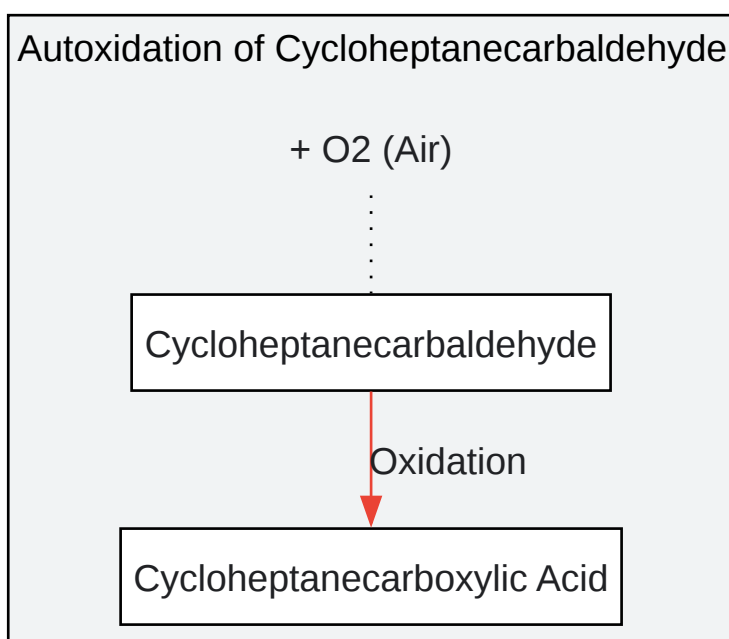 Autoxidation of Cycloheptanecarbaldehyde
+ O2 (Air)
Cycloheptanecarbaldehyde
Oxidation
Cycloheptanecarboxylic Acid